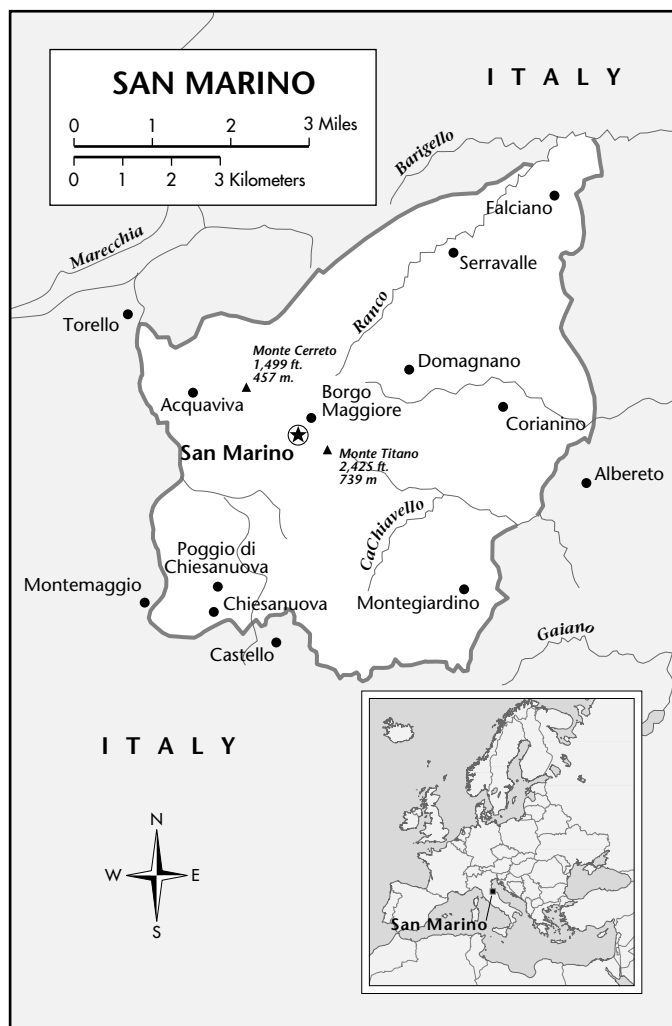 SAN MARINO
0 1 2 3 Miles
0 1 2 3 Kilometers
ITALY
Barigello
Falciano
Marecchia
Serravalle
Ranco
Torello
Monte Cerreto
1,499 ft.
457 m.
Domagnano
Acquaviva
Borgo
Maggiore
Corianino
San Marino
Monte Titano
2,425 ft.
739 m
Albereto
CaChiavello
Poggio di
Chiesanuova
Montemaggio
Chiesanuova
Montegiardino
Castello
Gaiano
ITALY
N
W E
S
San Marino